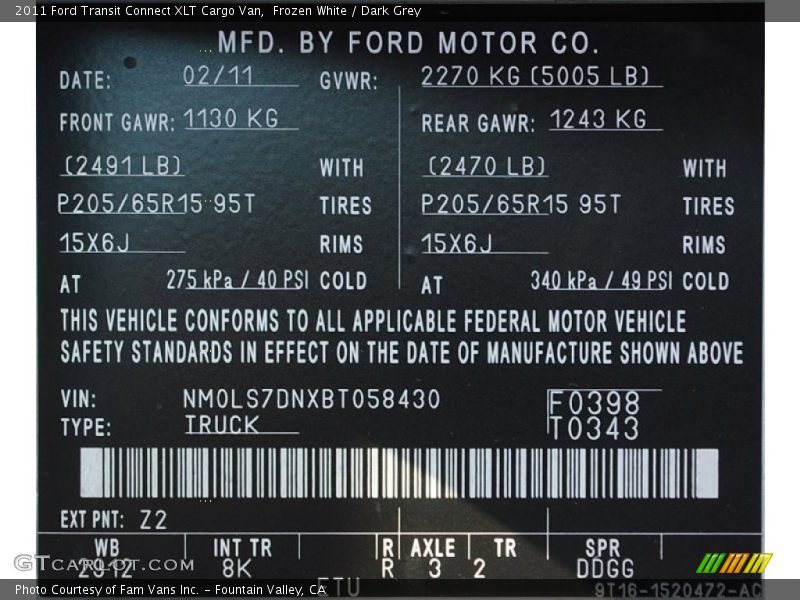 2011 Ford Transit Connect XLT Cargo Van, Frozen White / Dark Grey
MFD. BY FORD MOTOR CO.
DATE: 02/11 GVWR: 2270 KG (5005 LB)
FRONT GAWR: 1130 KG REAR GAWR: 1243 KG
(2491 LB) WITH (2470 LB) WITH
P205/65R15 95T TIRES P205/65R15 95T TIRES
15X6J RIMS 15X6J RIMS
AT 275 kPa / 40 PSI COLD AT 340 kPa / 49 PSI COLD
THIS VEHICLE CONFORMS TO ALL APPLICABLE FEDERAL MOTOR VEHICLE
SAFETY STANDARDS IN EFFECT ON THE DATE OF MANUFACTURE SHOWN ABOVE
VIN: NM0LS7DNXBT058430 F0398
TYPE: TRUCK T0343
EXT PNT: Z2
WB INT TR R AXLE TR SPR
2912 8K R 3 2 DDGG
GTCARLOT.COM
Photo Courtesy of Fam Vans Inc. - Fountain Valley, CA
ETU 9T16-1520472-AC